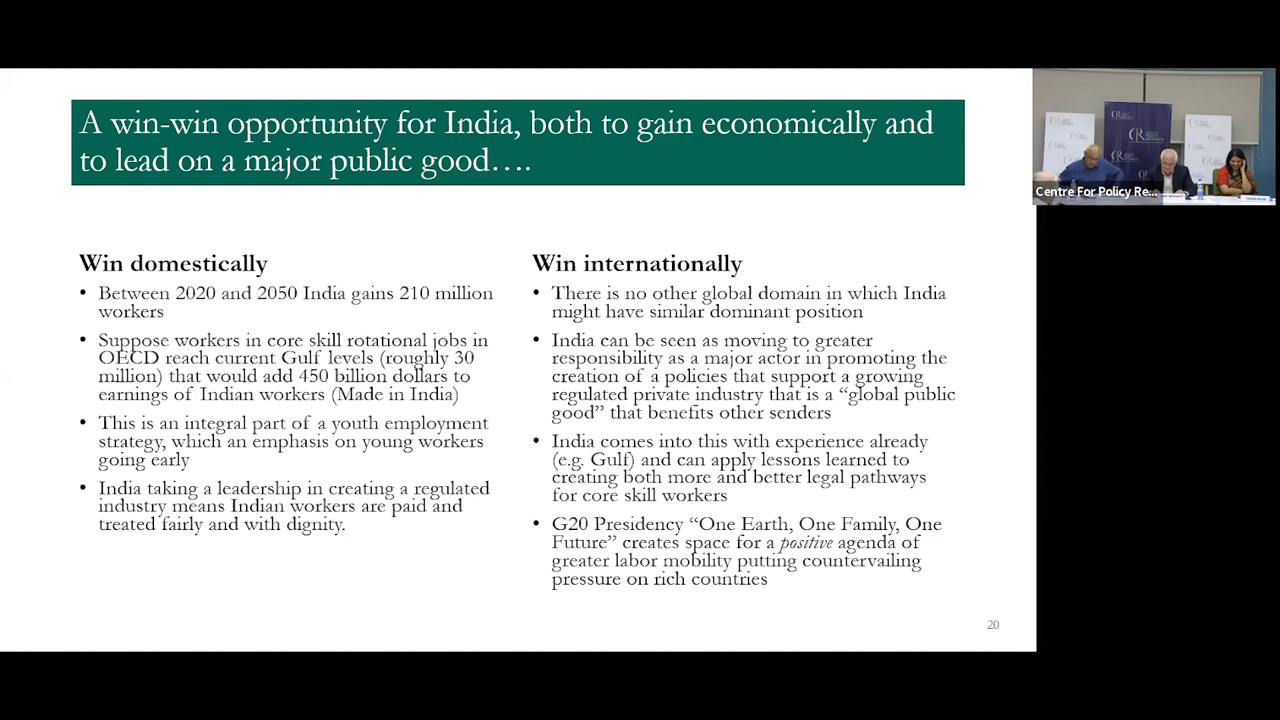 A win-win opportunity for India, both to gain economically and
to lead on a major public good….
Win domestically
• Between 2020 and 2050 India gains 210 million
workers
• Suppose workers in core skill rotational jobs in
OECD reach current Gulf levels (roughly 30
million) that would add 450 billion dollars to
earnings of Indian workers (Made in India)
• This is an integral part of a youth employment
strategy, which an emphasis on young workers
going early
• India taking a leadership in creating a regulated
industry means Indian workers are paid and
treated fairly and with dignity.
Win internationally
• There is no other global domain in which India
might have similar dominant position
• India can be seen as moving to greater
responsibility as a major actor in promoting the
creation of a policies that support a growing
regulated private industry that is a “global public
good” that benefits other senders
• India comes into this with experience already
(e.g. Gulf) and can apply lessons learned to
creating both more and better legal pathways
for core skill workers
• G20 Presidency “One Earth, One Family, One
Future” creates space for a positive agenda of
greater labor mobility putting countervailing
pressure on rich countries
20
Centre For Policy Re...